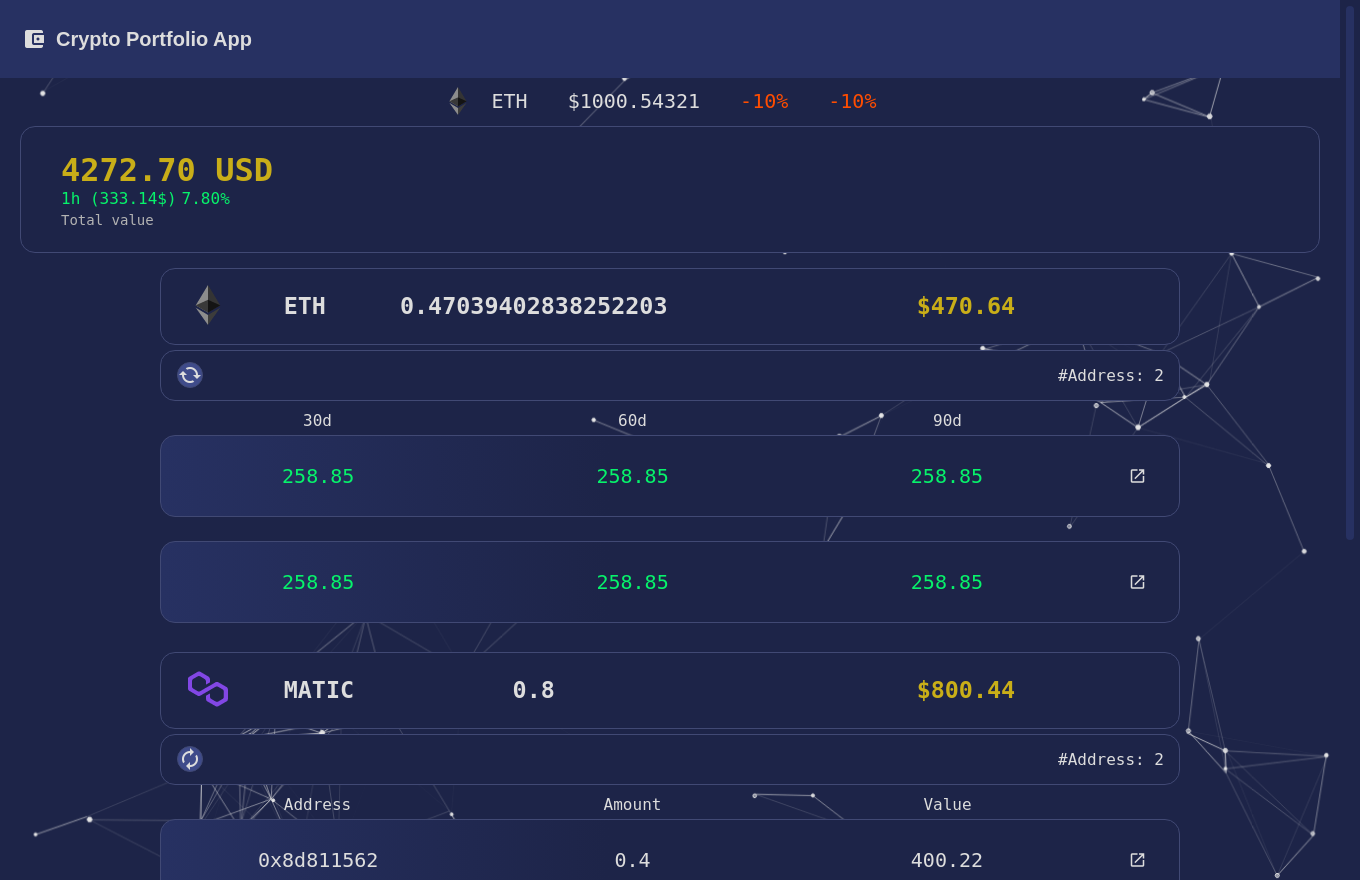 Crypto Portfolio App
ETH $1000.54321 -10% -10%
4272.70 USD
1h (333.14$) 7.80%
Total value
ETH 0.47039402838252203 $470.64
#Address: 2
30d 60d 90d
258.85 258.85 258.85
258.85 258.85 258.85
MATIC 0.8 $800.44
#Address: 2
Address Amount Value
0x8d811562 0.4 400.22